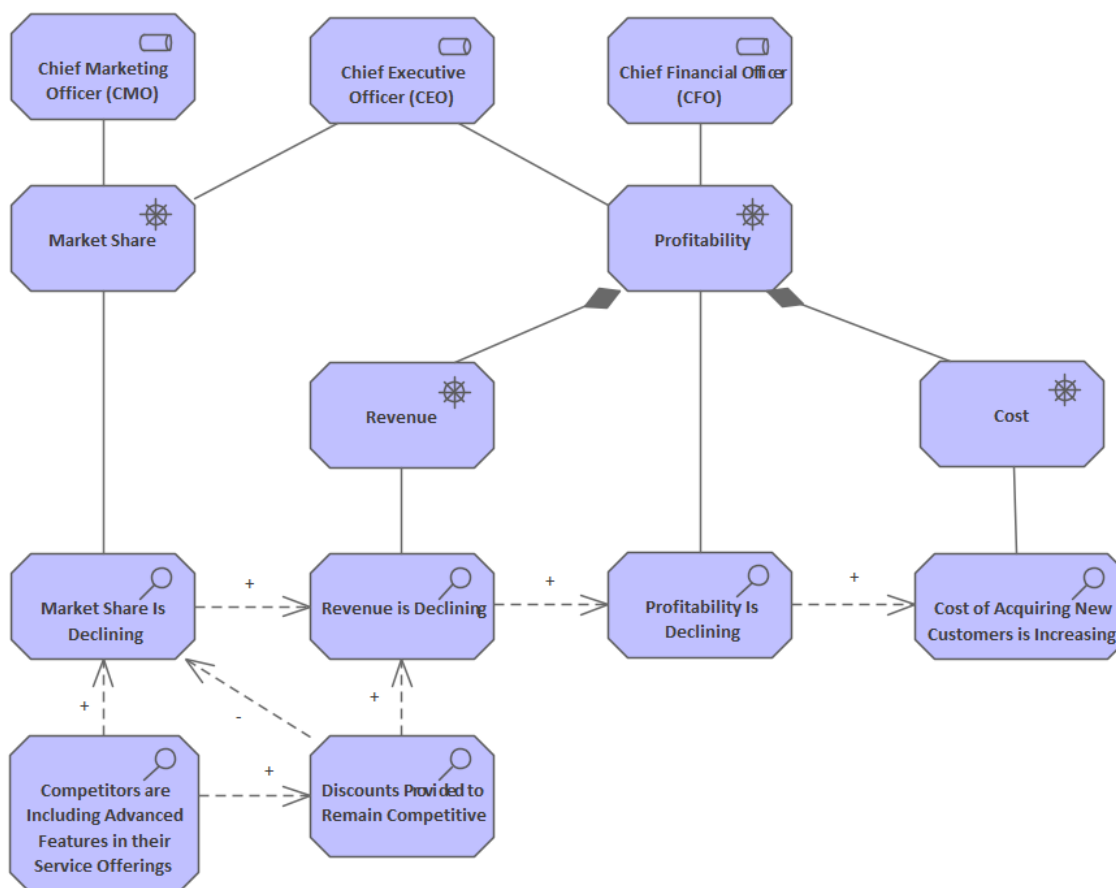 Chief Marketing
Officer (CMO)
Chief Executive
Officer (CEO)
Chief Financial Officer
(CFO)
Market Share
Profitability
Revenue
Cost
Market Share Is
Declining
+
Revenue is Declining
+
Profitability Is
Declining
+
Cost of Acquiring New
Customers is Increasing
+
-
+
Competitors are
Including Advanced
Features in their
Service Offerings
+
Discounts Provided to
Remain Competitive